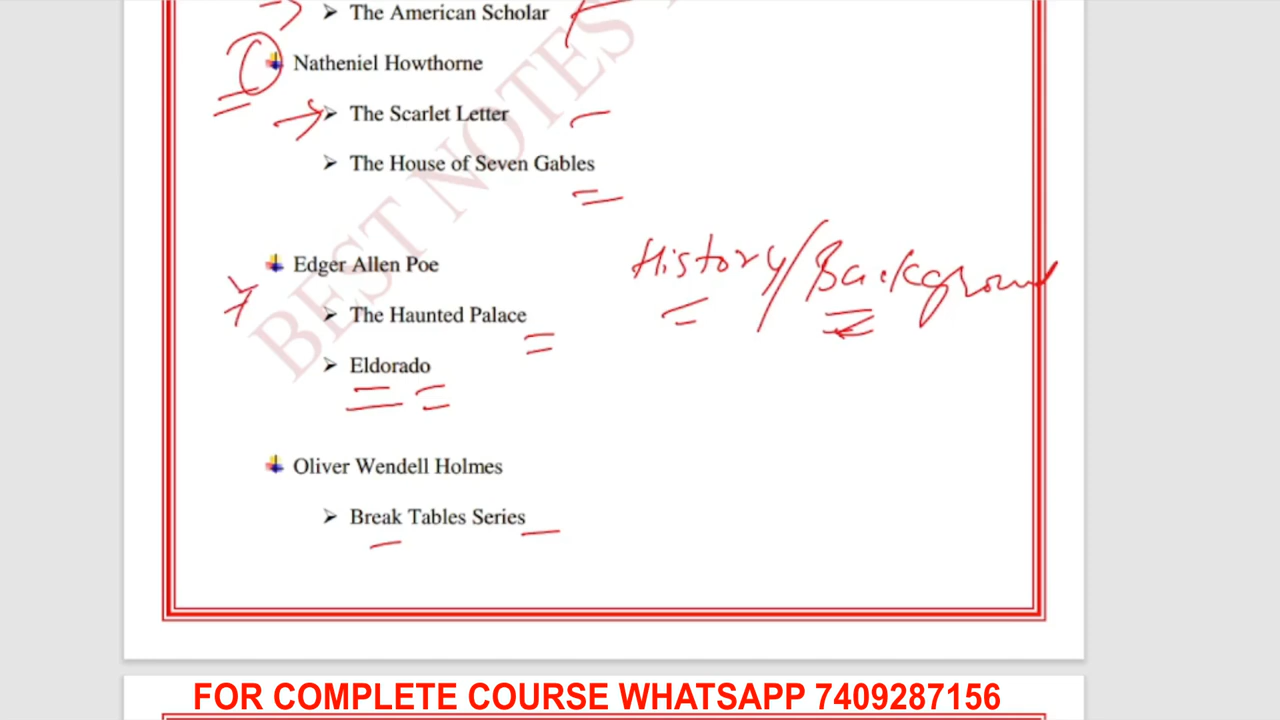 The American Scholar
Natheniel Howthorne
The Scarlet Letter
The House of Seven Gables
Edger Allen Poe
History/Background
The Haunted Palace
Eldorado
Oliver Wendell Holmes
Break Tables Series
BEST NOTES
FOR COMPLETE COURSE WHATSAPP 7409287156